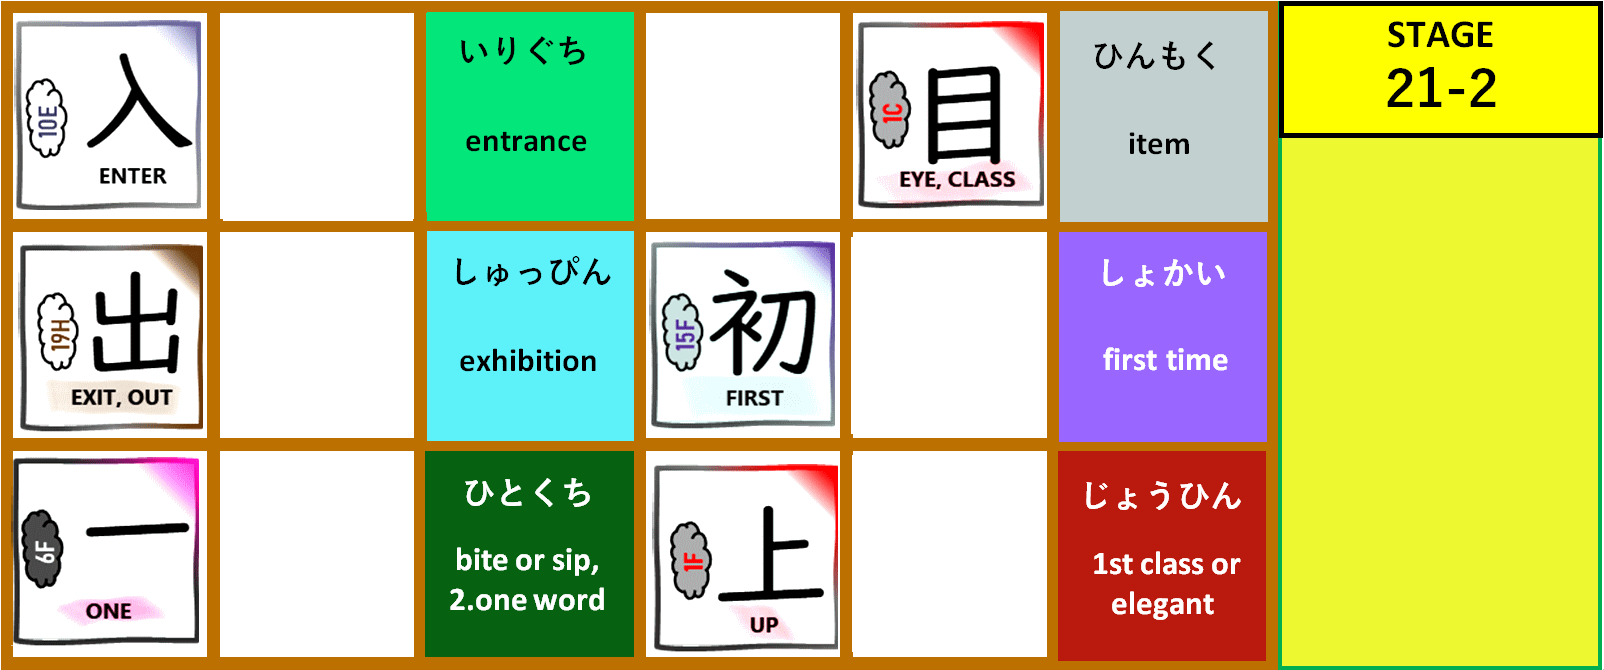 10E
入
ENTER
いりぐち
entrance
1C
目
EYE, CLASS
ひんもく
item
STAGE
21-2
19H
出
EXIT, OUT
しゅっぴん
exhibition
15F
初
FIRST
しょかい
first time
6F
一
ONE
ひとくち
bite or sip,
2.one word
1F
上
UP
じょうひん
1st class or
elegant